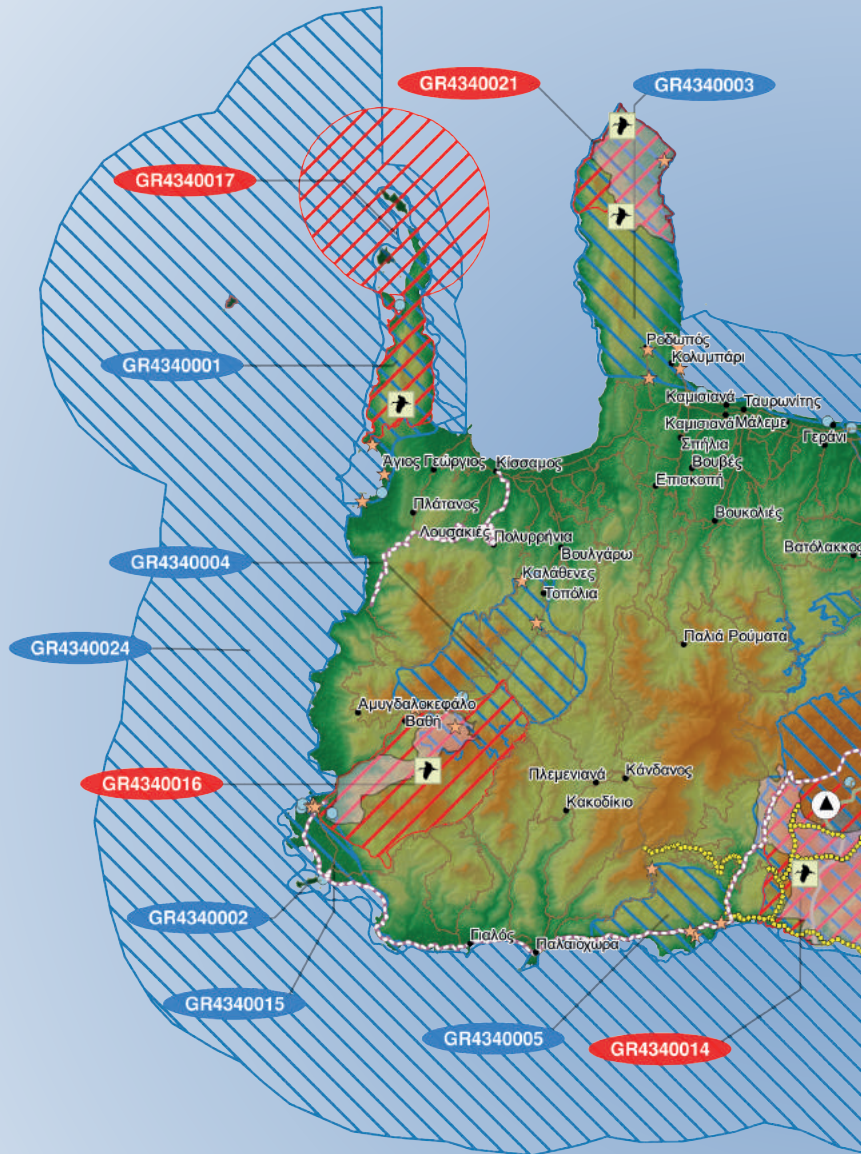 GR4340021
GR4340003
GR4340017
Ροδωπός
Κολυμπάρι
GR4340001
Καμισιανά
Ταυρωνίτης
Καμισιανά
Μάλεμε
Γεράνι
Σπήλια
Άγιος Γεώργιος
Κίσσαμος
Βουβές
Επισκοπή
Πλάτανος
Βουκολιές
Λουσακιές
Πολυρρήνια
Βουλγάρω
Βατόλακκος
GR4340004
Καλάθενες
Τοπόλια
GR4340024
Παλιά Ρούματα
Αμυγδαλοκεφάλο
Βαθή
GR4340016
Πλεμενιανά
Κάνδανος
Κακοδίκιο
GR4340002
Γιαλός
Παλαιόχωρα
GR4340015
GR4340005
GR4340014